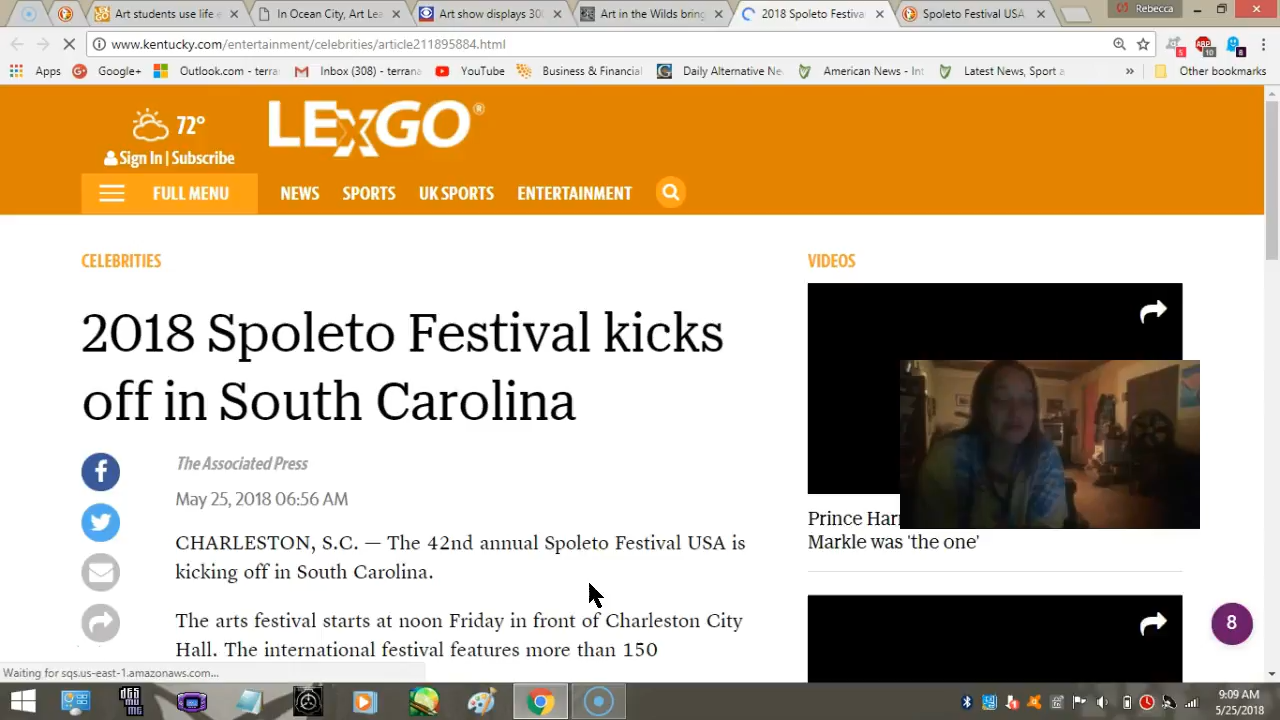 Art students use life e
In Ocean City, Art Lea
Art show displays 300
Art in the Wilds bring
2018 Spoleto Festiva
Spoleto Festival USA
Rebecca
www.kentucky.com/entertainment/celebrities/article211895884.html
5
10
8
Apps
Google+
Outlook.com - terra
Inbox (308) - terrana
YouTube
Business & Financial
Daily Alternative Ne
American News - Int
Latest News, Sport a
»
Other bookmarks
72°
Sign In | Subscribe
LEXGO®
FULL MENU
NEWS
SPORTS
UK SPORTS
ENTERTAINMENT
CELEBRITIES
VIDEOS
2018 Spoleto Festival kicks
off in South Carolina
The Associated Press
May 25, 2018 06:56 AM
CHARLESTON, S.C. — The 42nd annual Spoleto Festival USA is
kicking off in South Carolina.
The arts festival starts at noon Friday in front of Charleston City
Hall. The international festival features more than 150
Prince Har
Markle was 'the one'
8
Waiting for sqs.us-east-1.amazonaws.com...
9:09 AM
5/25/2018